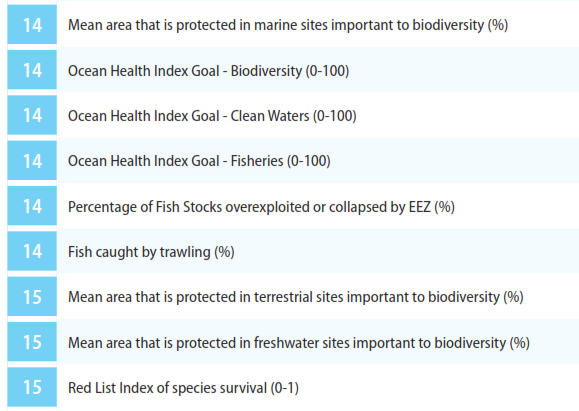 14 Mean area that is protected in marine sites important to biodiversity (%)
14 Ocean Health Index Goal - Biodiversity (0-100)
14 Ocean Health Index Goal - Clean Waters (0-100)
14 Ocean Health Index Goal - Fisheries (0-100)
14 Percentage of Fish Stocks overexploited or collapsed by EEZ (%)
14 Fish caught by trawling (%)
15 Mean area that is protected in terrestrial sites important to biodiversity (%)
15 Mean area that is protected in freshwater sites important to biodiversity (%)
15 Red List Index of species survival (0-1)